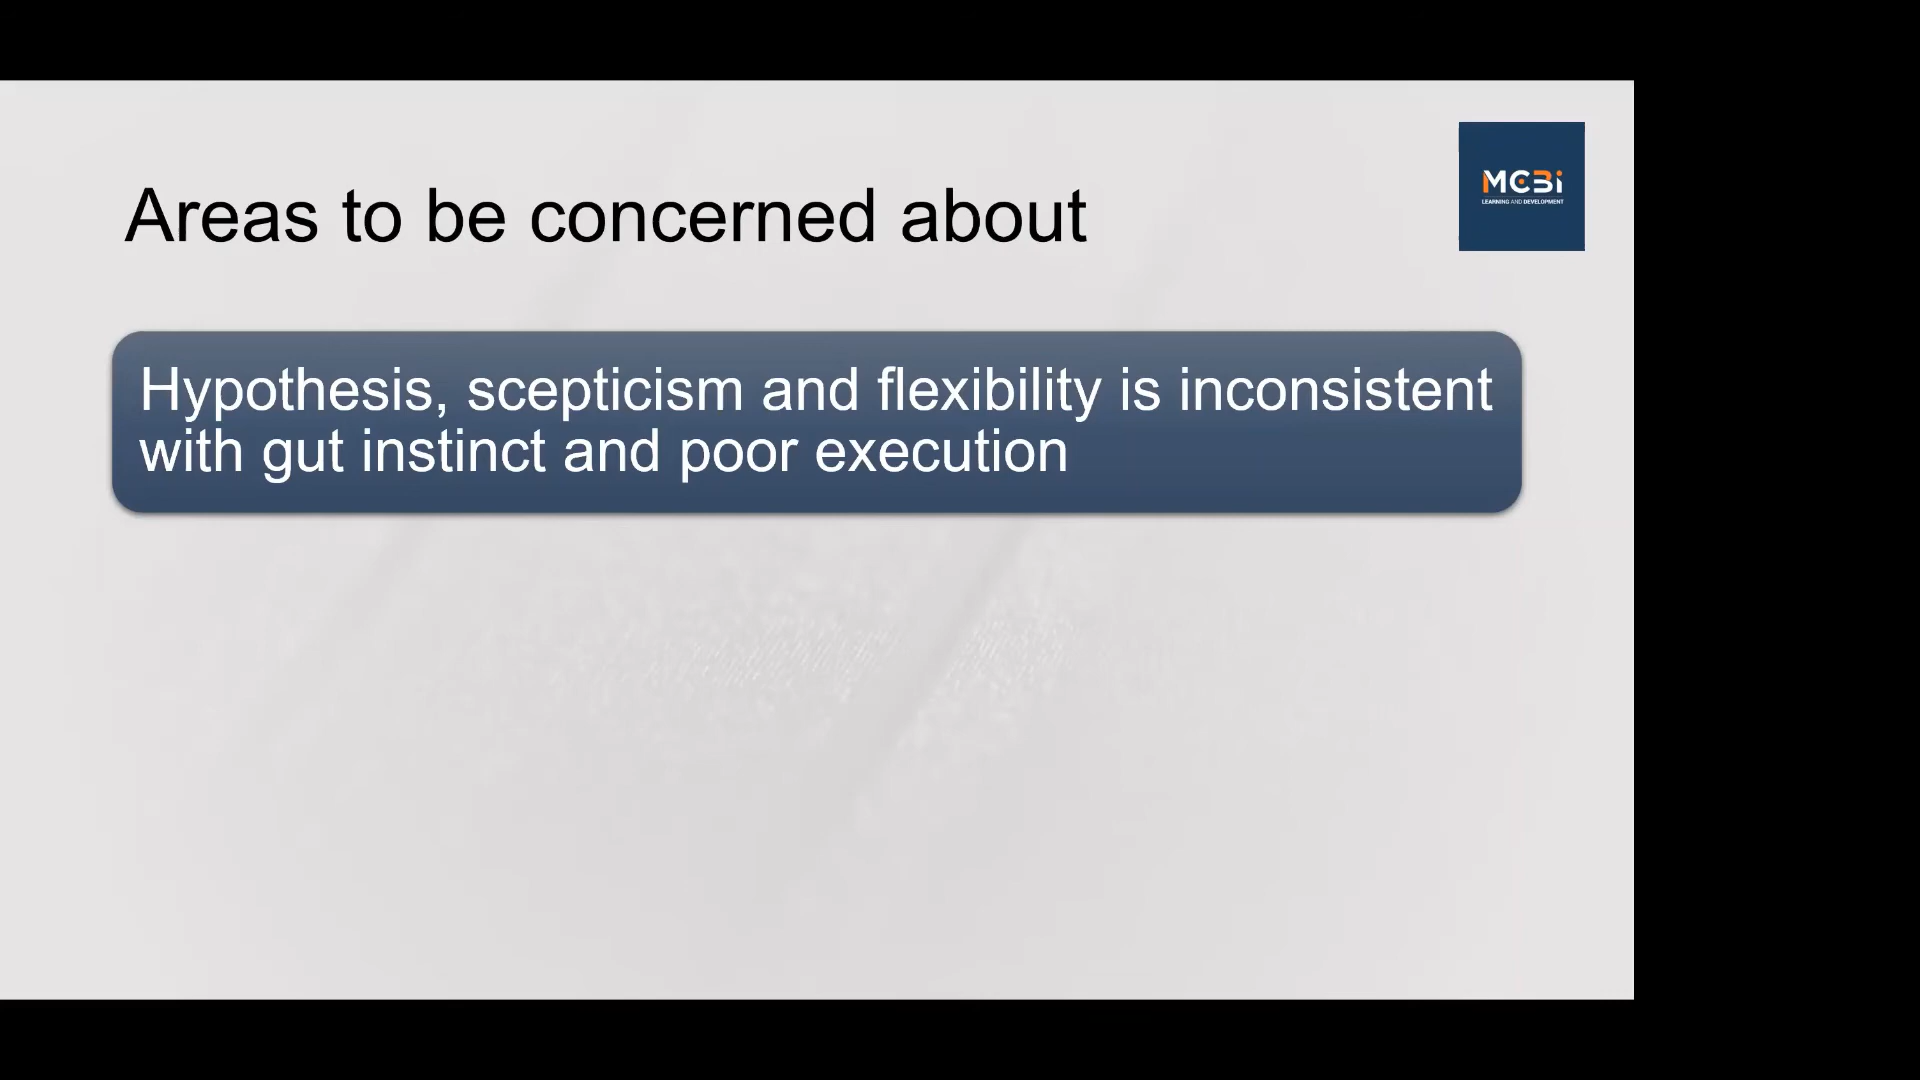 MCBi
LEARNING AND DEVELOPMENT
Areas to be concerned about
Hypothesis, scepticism and flexibility is inconsistent
with gut instinct and poor execution